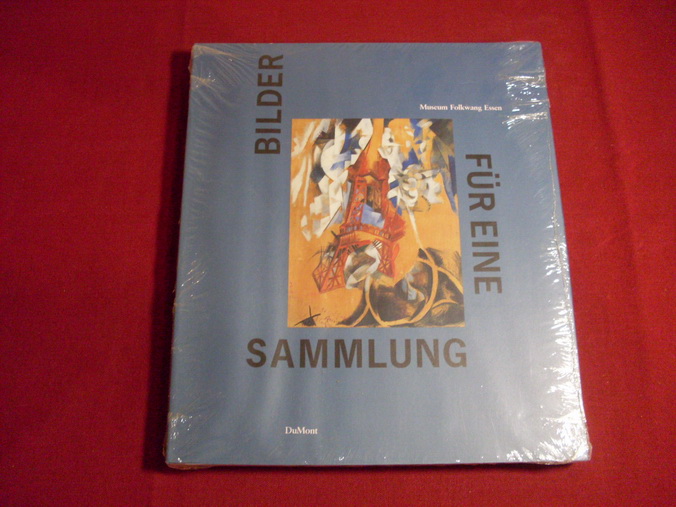 BILDER
Museum Folkwang Essen
FÜR EINE
SAMMLUNG
DuMont